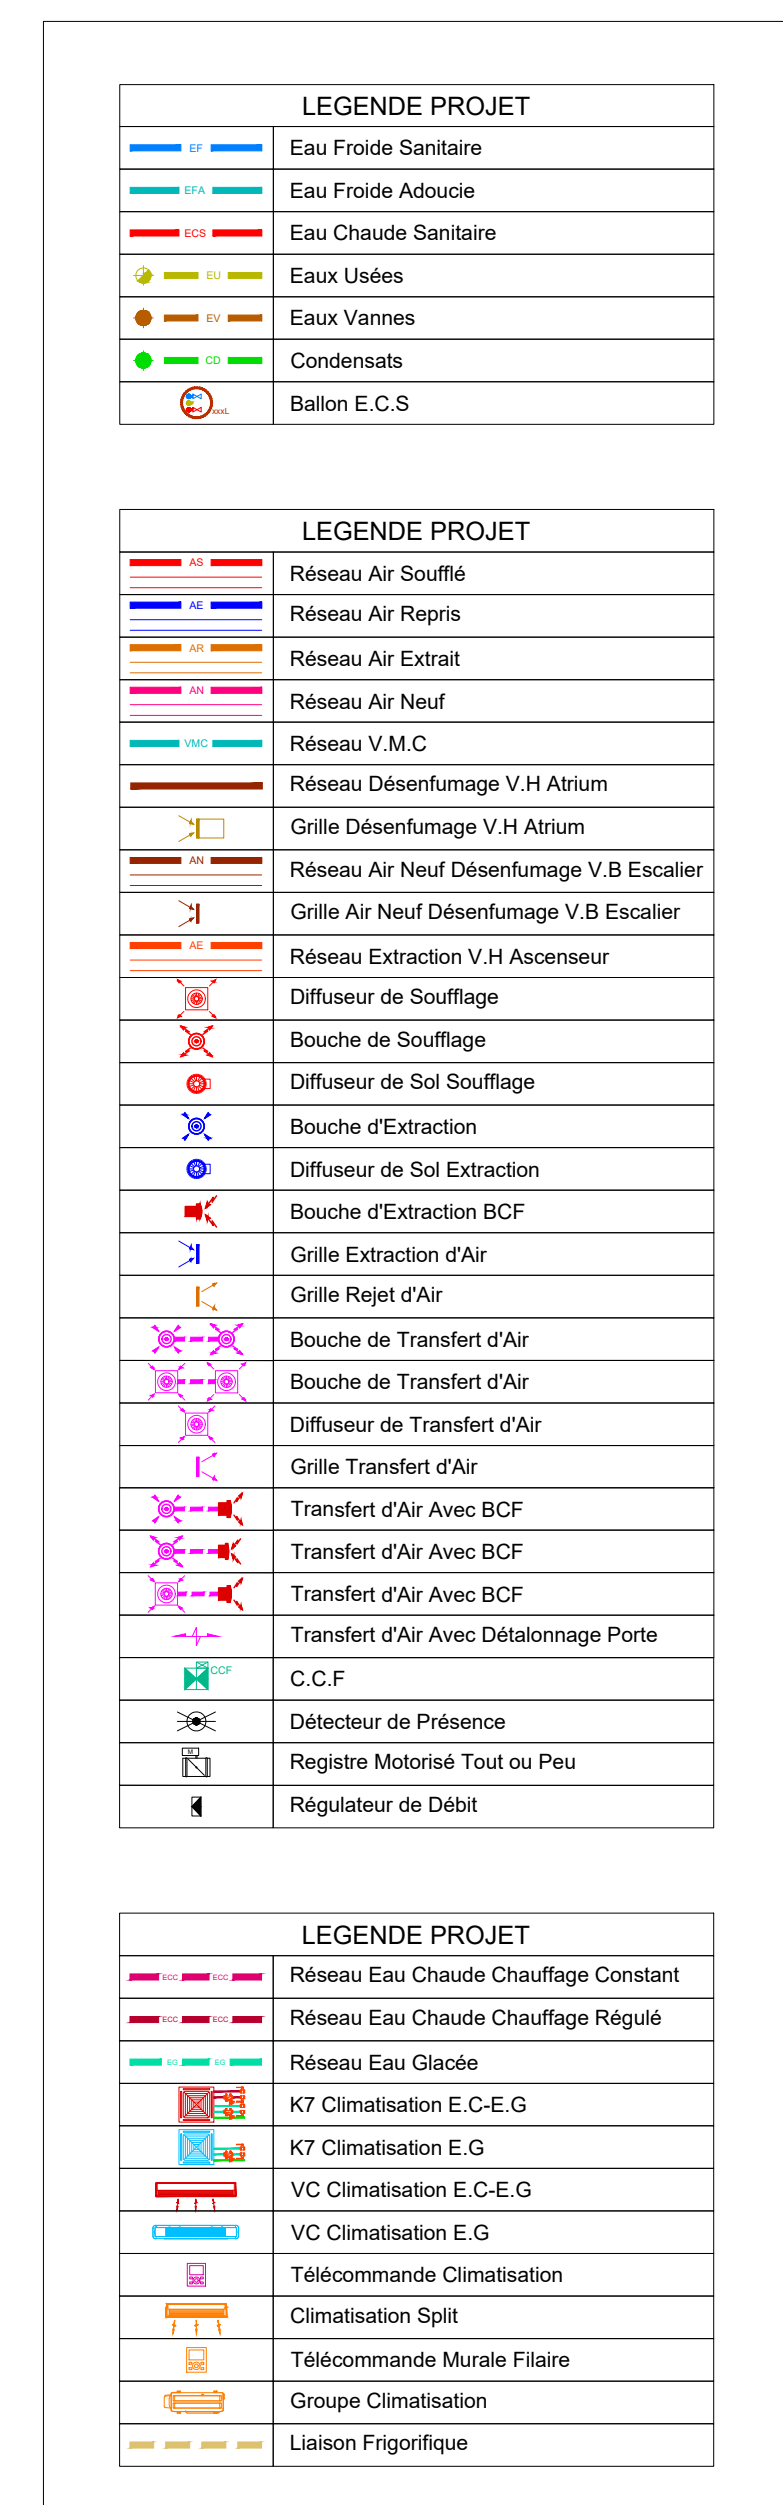 LEGENDE PROJET
EF Eau Froide Sanitaire
EFA Eau Froide Adoucie
ECS Eau Chaude Sanitaire
EU Eaux Usées
EV Eaux Vannes
CD Condensats
xxxL Ballon E.C.S
LEGENDE PROJET
AS Réseau Air Soufflé
AE Réseau Air Repris
AR Réseau Air Extrait
AN Réseau Air Neuf
VMC Réseau V.M.C
Réseau Désenfumage V.H Atrium
Grille Désenfumage V.H Atrium
AN Réseau Air Neuf Désenfumage V.B Escalier
Grille Air Neuf Désenfumage V.B Escalier
AE Réseau Extraction V.H Ascenseur
Diffuseur de Soufflage
Bouche de Soufflage
Diffuseur de Sol Soufflage
Bouche d'Extraction
Diffuseur de Sol Extraction
Bouche d'Extraction BCF
Grille Extraction d'Air
Grille Rejet d'Air
Bouche de Transfert d'Air
Bouche de Transfert d'Air
Diffuseur de Transfert d'Air
Grille Transfert d'Air
Transfert d'Air Avec BCF
Transfert d'Air Avec BCF
Transfert d'Air Avec BCF
Transfert d'Air Avec Détalonnage Porte
CCF C.C.F
Détecteur de Présence
M Registre Motorisé Tout ou Peu
Régulateur de Débit
LEGENDE PROJET
ECC ECC Réseau Eau Chaude Chauffage Constant
ECC ECC Réseau Eau Chaude Chauffage Régulé
EG EG Réseau Eau Glacée
K7 Climatisation E.C-E.G
K7 Climatisation E.G
VC Climatisation E.C-E.G
VC Climatisation E.G
Télécommande Climatisation
Climatisation Split
Télécommande Murale Filaire
Groupe Climatisation
Liaison Frigorifique